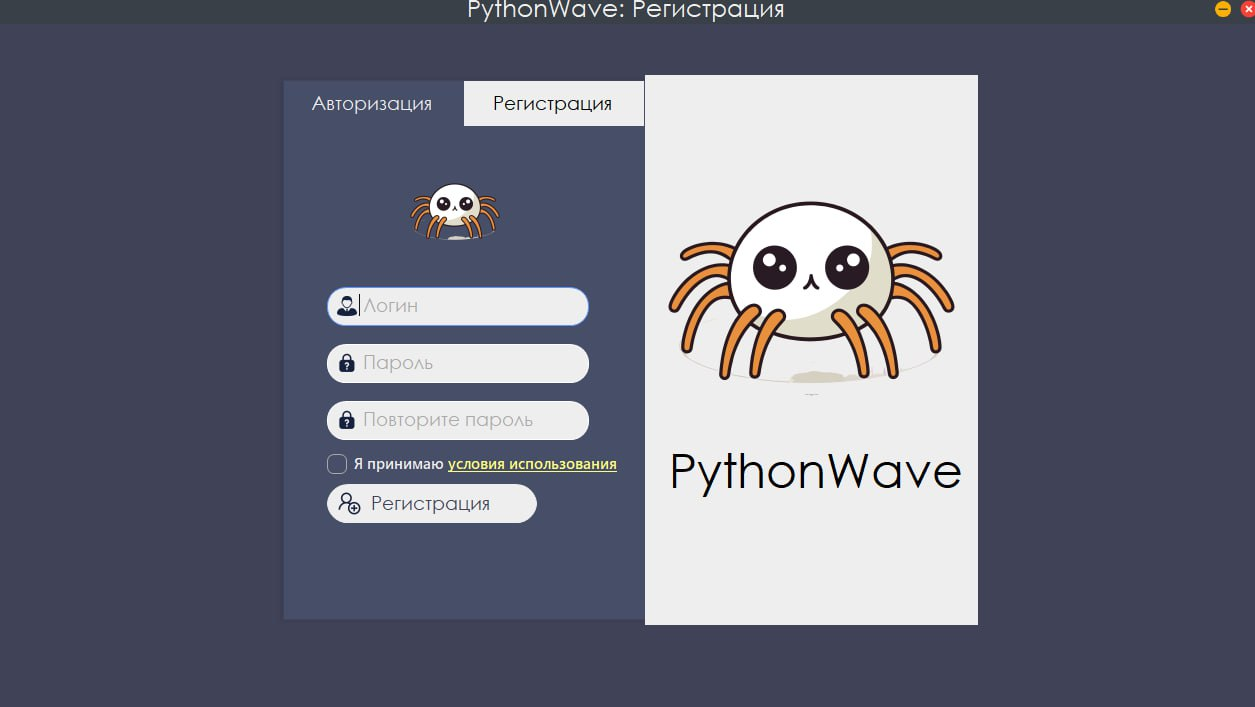 PythonWave: Регистрация
Авторизация
Регистрация
Логин
Пароль
Повторите пароль
Я принимаю условия использования
Регистрация
PythonWave